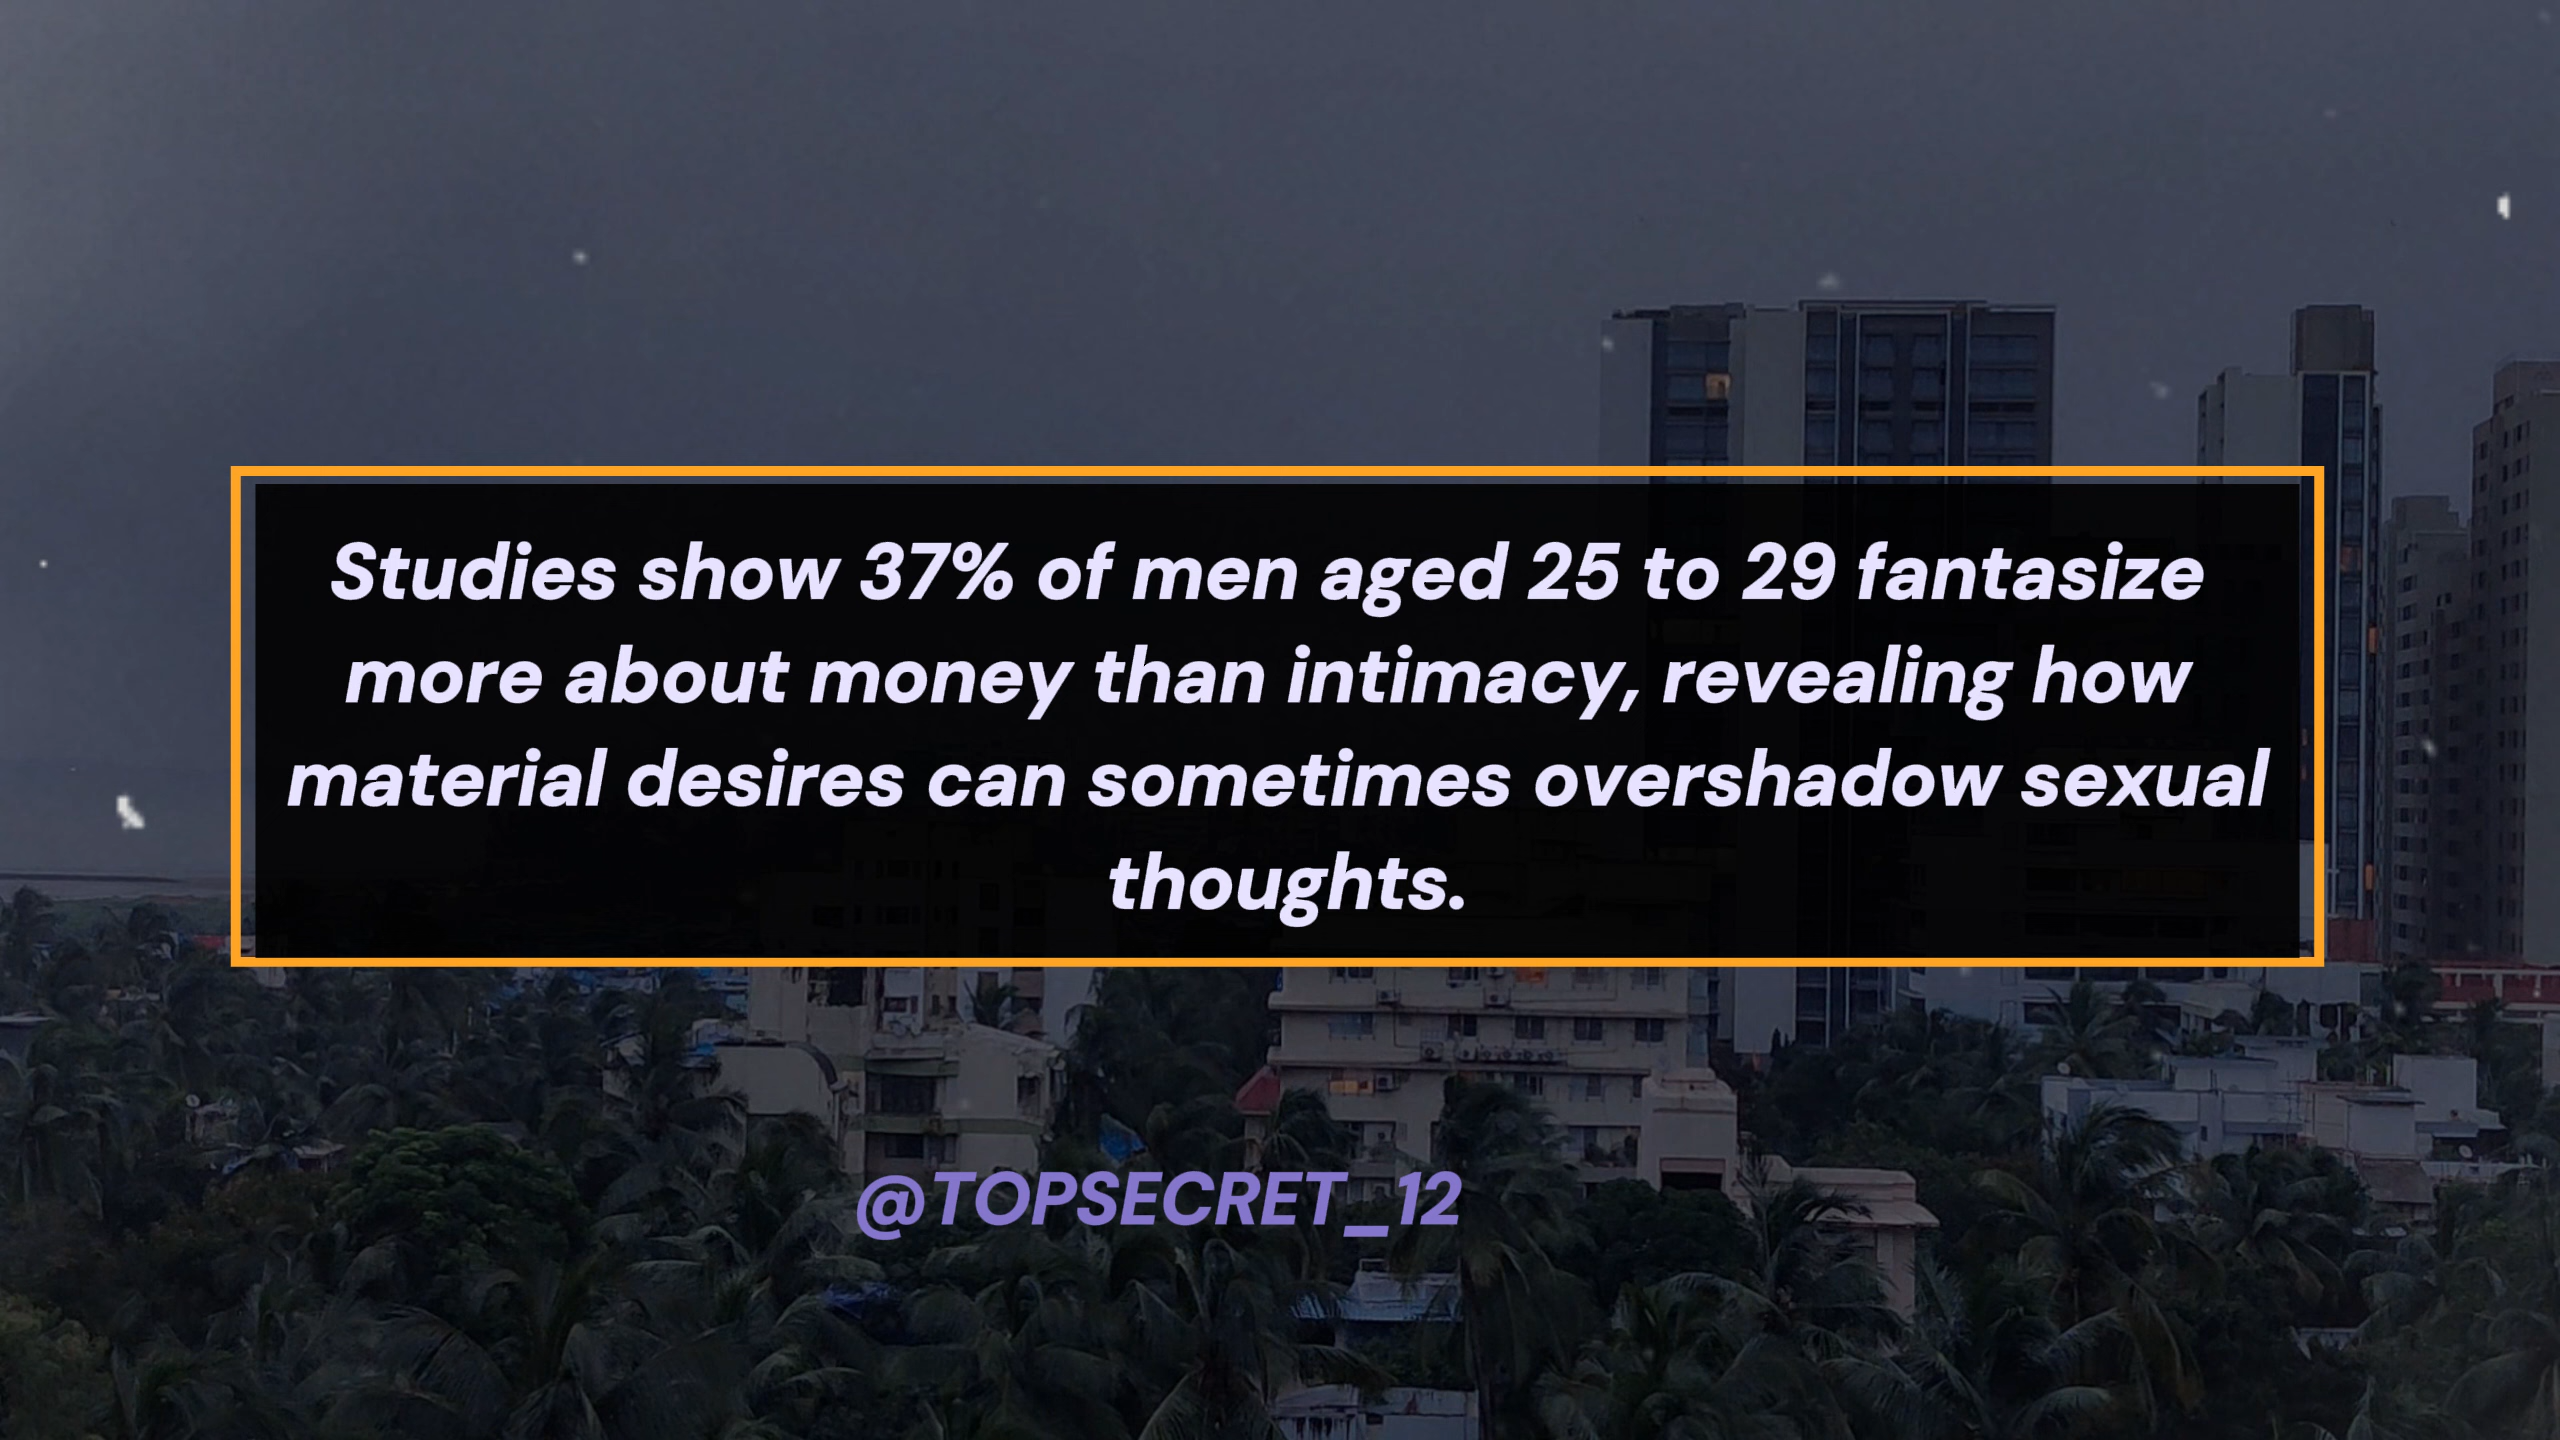 Studies show 37% of men aged 25 to 29 fantasize
more about money than intimacy, revealing how
material desires can sometimes overshadow sexual
thoughts.
@TOPSECRET_12